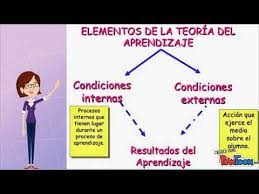 ELEMENTOS DE LA TEORÍA DEL
APRENDIZAJE
Condiciones
internas
Condiciones
externas
Procesos
internos que
tienen lugar
durante un
proceso de
aprendizaje.
Acción que
ejerce el
medio sobre
el alumno.
Resultados del
Aprendizaje
PowToon